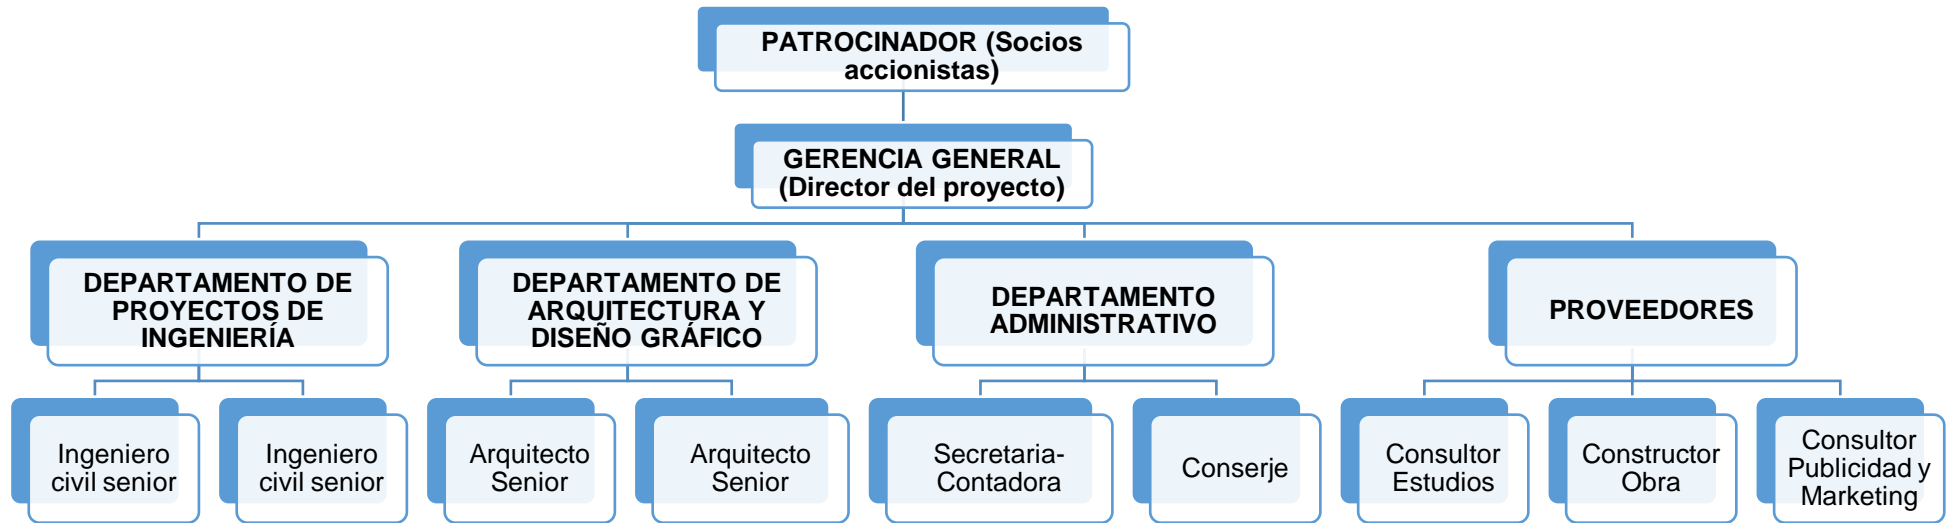 PATROCINADOR (Socios
accionistas)
GERENCIA GENERAL
(Director del proyecto)
DEPARTAMENTO DE
PROYECTOS DE
INGENIERÍA
DEPARTAMENTO DE
ARQUITECTURA Y
DISEÑO GRÁFICO
DEPARTAMENTO
ADMINISTRATIVO
PROVEEDORES
Ingeniero
civil senior
Ingeniero
civil senior
Arquitecto
Senior
Arquitecto
Senior
Secretaria-
Contadora
Conserje
Consultor
Estudios
Constructor
Obra
Consultor
Publicidad y
Marketing